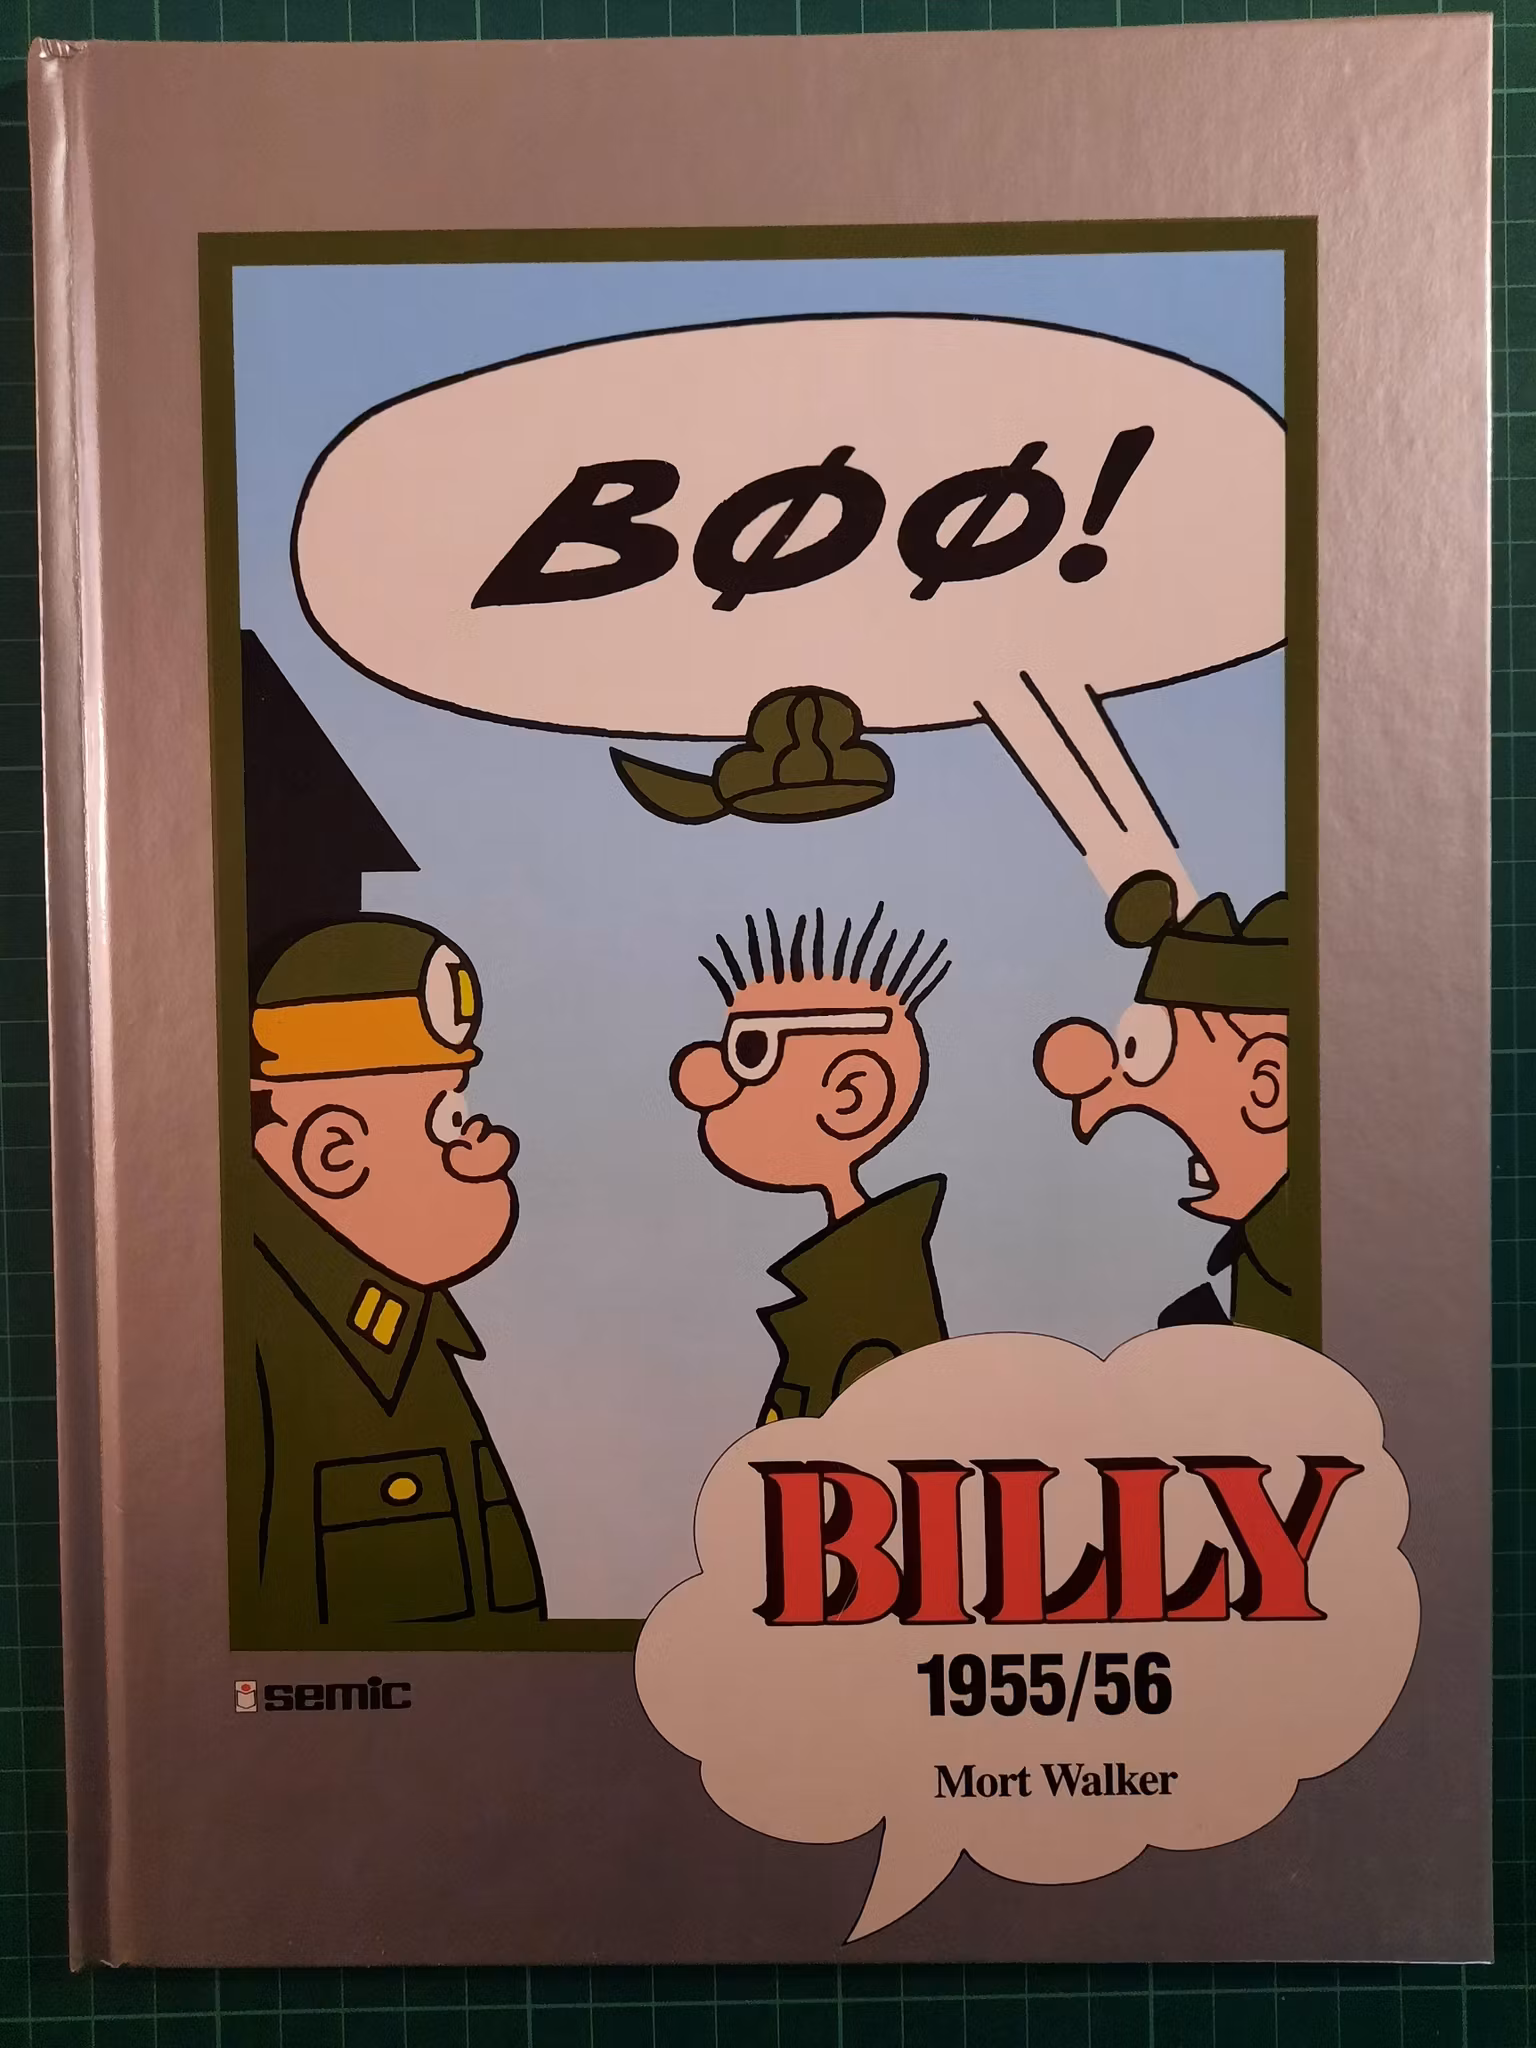 BØØ!
BILLY
1955/56
Mort Walker
semic